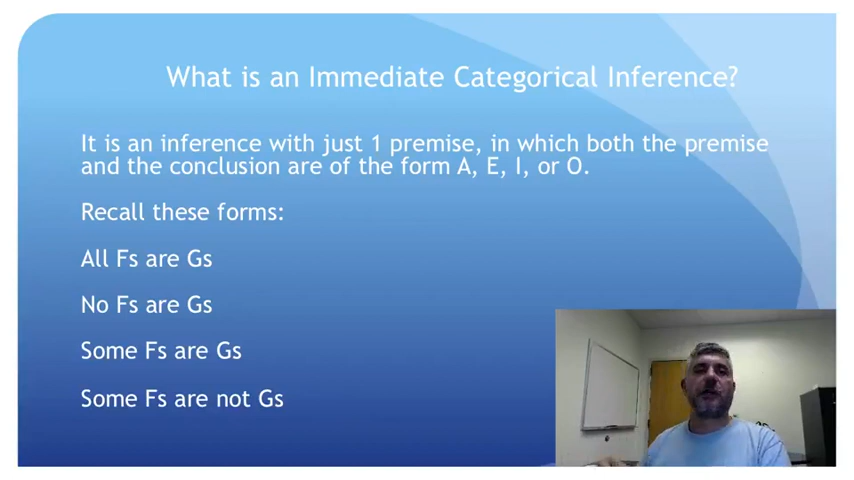 What is an Immediate Categorical Inference?
It is an inference with just 1 premise, in which both the premise
and the conclusion are of the form A, E, I, or O.
Recall these forms:
All Fs are Gs
No Fs are Gs
Some Fs are Gs
Some Fs are not Gs